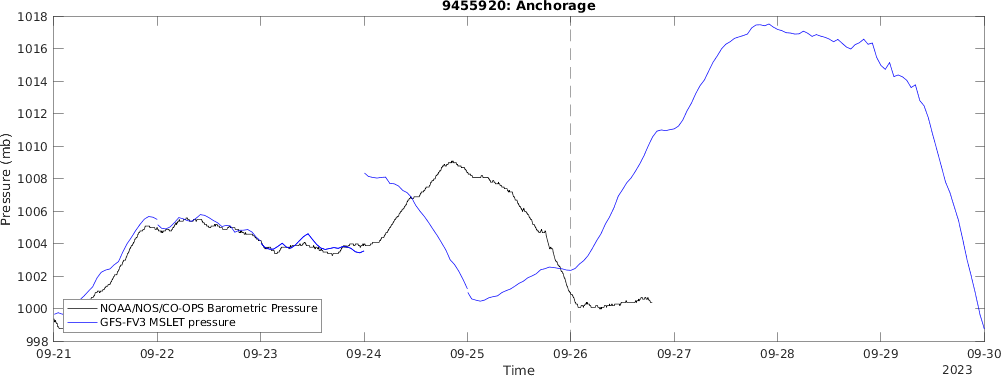 9455920: Anchorage
Pressure (mb)
1018
1016
1014
1012
1010
1008
1006
1004
1002
1000
998
NOAA/NOS/CO-OPS Barometric Pressure
GFS-FV3 MSLET pressure
09-21 09-22 09-23 09-24 09-25 09-26 09-27 09-28 09-29 09-30
Time
2023